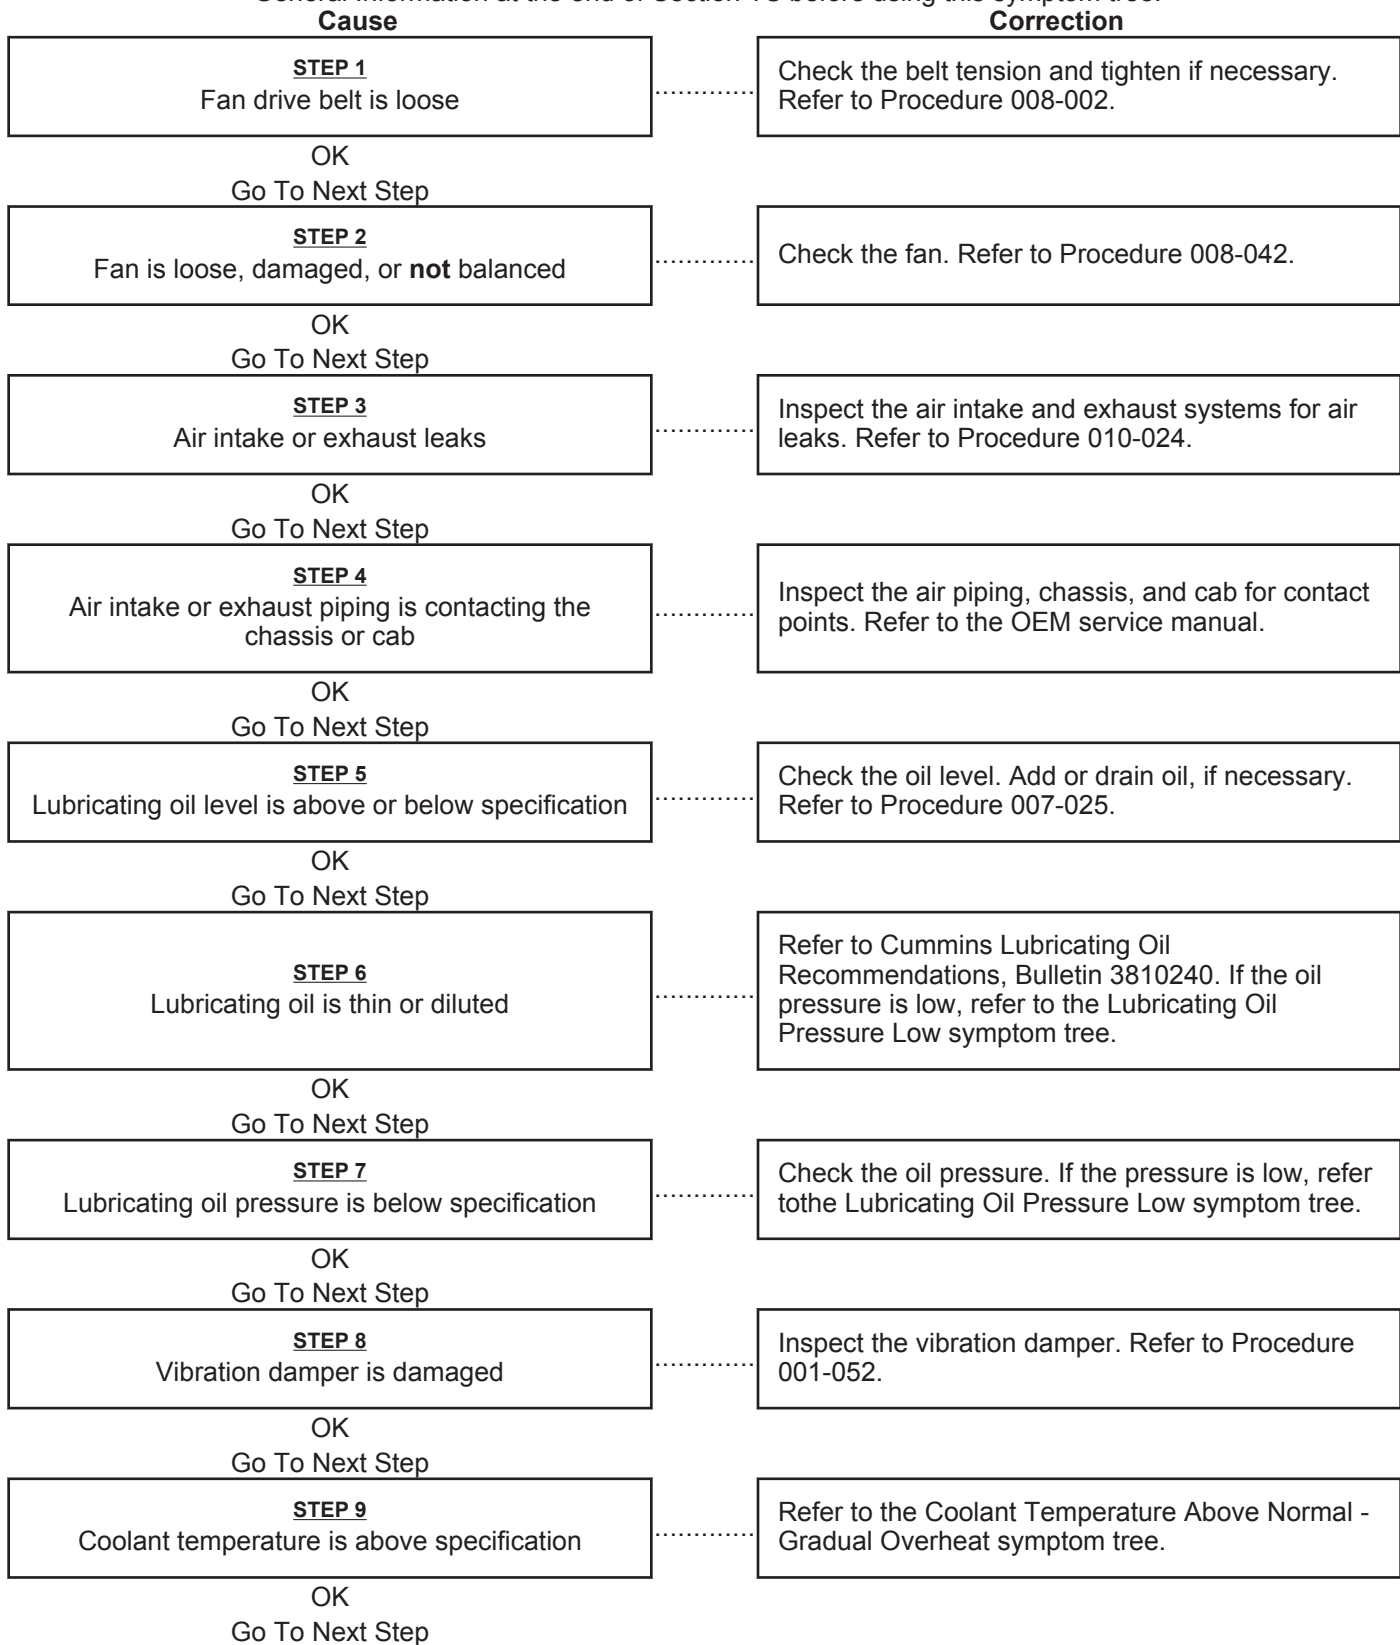 General Information at the end of Section TS before using this symptom tree.
Cause
Correction
STEP 1
Fan drive belt is loose
.............
Check the belt tension and tighten if necessary.
Refer to Procedure 008-002.
OK
Go To Next Step
STEP 2
Fan is loose, damaged, or not balanced
.............
Check the fan. Refer to Procedure 008-042.
OK
Go To Next Step
STEP 3
Air intake or exhaust leaks
.............
Inspect the air intake and exhaust systems for air
leaks. Refer to Procedure 010-024.
OK
Go To Next Step
STEP 4
Air intake or exhaust piping is contacting the
chassis or cab
.............
Inspect the air piping, chassis, and cab for contact
points. Refer to the OEM service manual.
OK
Go To Next Step
STEP 5
Lubricating oil level is above or below specification
.............
Check the oil level. Add or drain oil, if necessary.
Refer to Procedure 007-025.
OK
Go To Next Step
STEP 6
Lubricating oil is thin or diluted
.............
Refer to Cummins Lubricating Oil
Recommendations, Bulletin 3810240. If the oil
pressure is low, refer to the Lubricating Oil
Pressure Low symptom tree.
OK
Go To Next Step
STEP 7
Lubricating oil pressure is below specification
.............
Check the oil pressure. If the pressure is low, refer
tothe Lubricating Oil Pressure Low symptom tree.
OK
Go To Next Step
STEP 8
Vibration damper is damaged
.............
Inspect the vibration damper. Refer to Procedure
001-052.
OK
Go To Next Step
STEP 9
Coolant temperature is above specification
.............
Refer to the Coolant Temperature Above Normal -
Gradual Overheat symptom tree.
OK
Go To Next Step